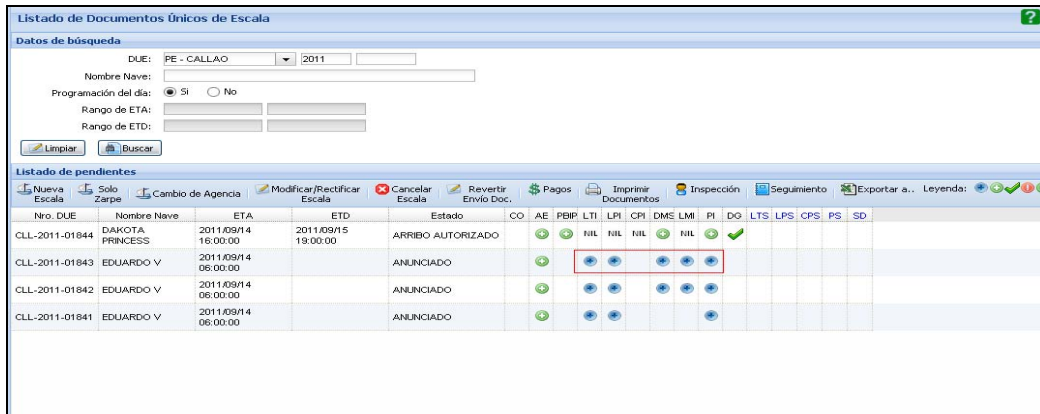 Listado de Documentos Únicos de Escala
?
Datos de búsqueda
DUE: PE - CALLAO 2011
Nombre Nave:
Programación del día: Si No
Rango de ETA:
Rango de ETD:
Limpiar Buscar
Listado de pendientes
Nueva Escala Solo Zarpe Cambio de Agencia Modificar/Rectificar Escala Cancelar Escala Revertir Envío Doc. $ Pagos Imprimir Documentos Inspección Seguimiento Exportar a.. Leyenda:
Nro. DUE Nombre Nave ETA ETD Estado CO AE PBIP LTI LPI CPI DMS LMI PI DG LTS LPS CPS PS SD
CLL-2011-01844 DAKOTA PRINCESS 2011/09/14 16:00:00 2011/09/15 19:00:00 ARRIBO AUTORIZADO NIL NIL NIL NIL
CLL-2011-01843 EDUARDO V 2011/09/14 06:00:00 ANUNCIADO
CLL-2011-01842 EDUARDO V 2011/09/14 06:00:00 ANUNCIADO
CLL-2011-01841 EDUARDO V 2011/09/14 06:00:00 ANUNCIADO